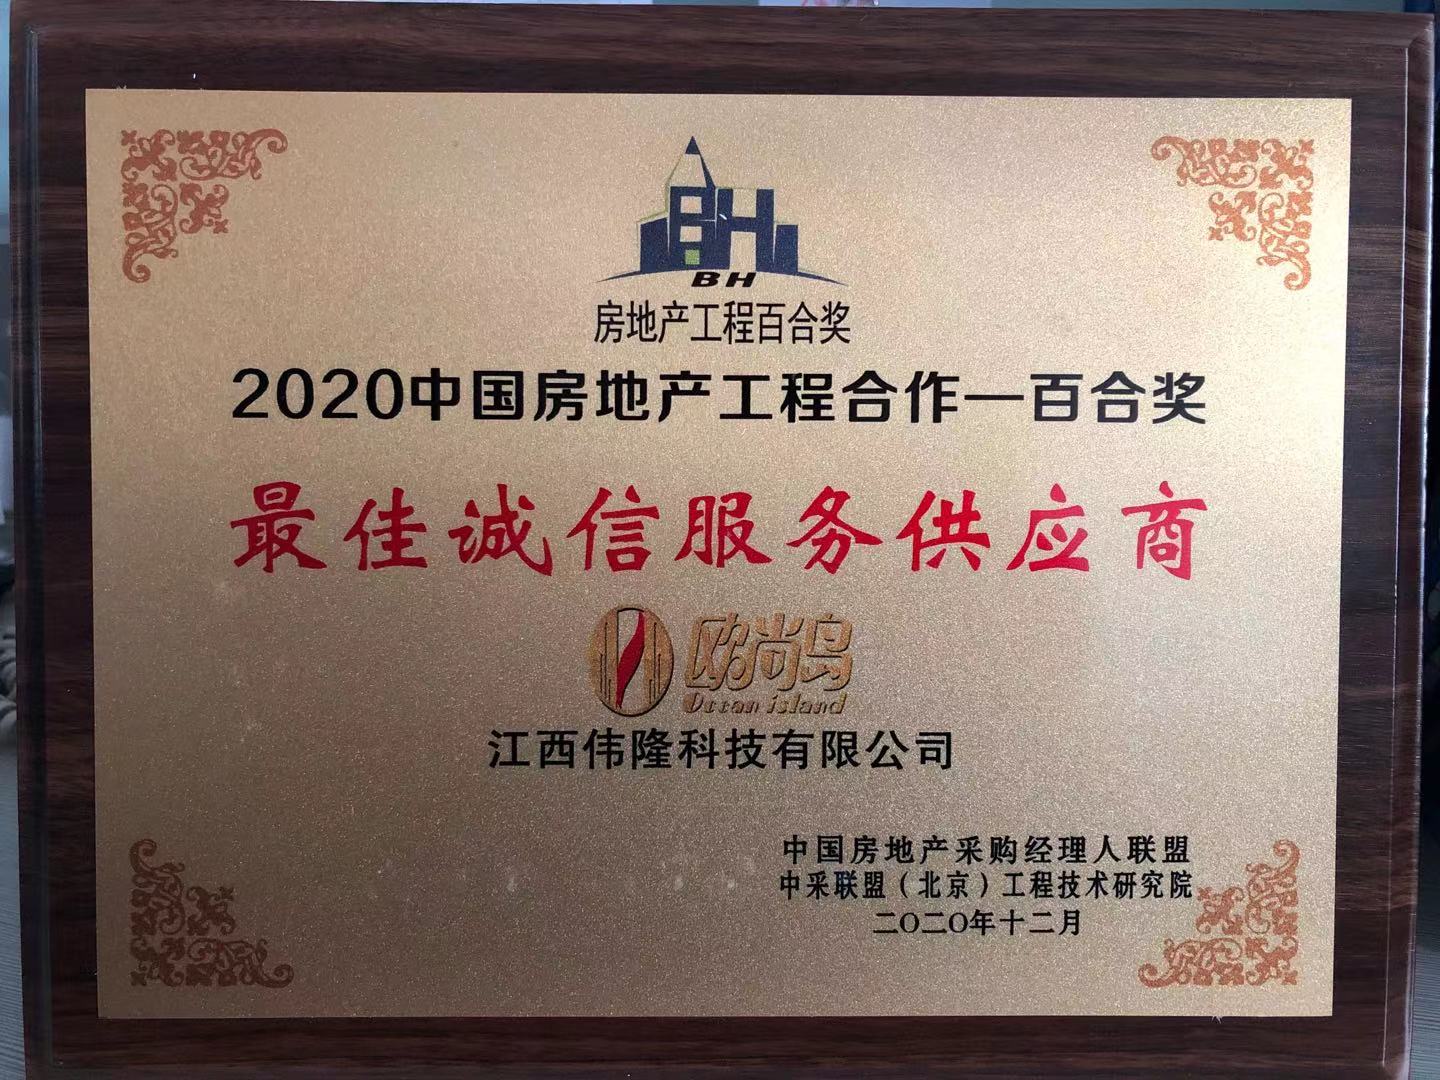 BH
BH
房地产工程百合奖
2020中国房地产工程合作—百合奖
最佳诚信服务供应商
欧尚岛
Ocean island
江西伟隆科技有限公司
中国房地产采购经理人联盟
中采联盟（北京）工程技术研究院
二〇二〇年十二月